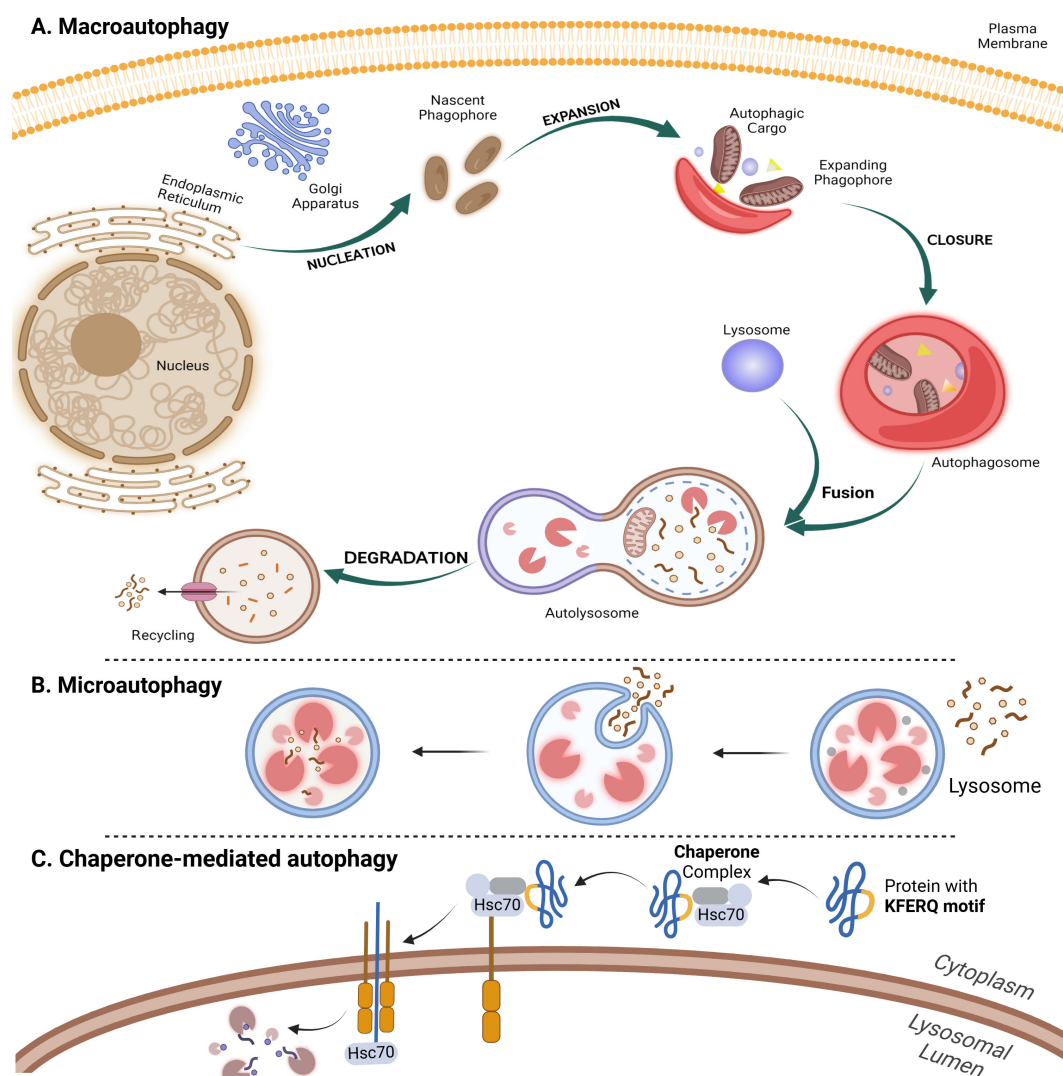 A. Macroautophagy
Plasma
Membrane
Nascent
Phagophore
EXPANSION
Autophagic
Cargo
Expanding
Phagophore
Endoplasmic
Reticulum
Golgi
Apparatus
NUCLEATION
CLOSURE
Nucleus
Lysosome
Autophagosome
Fusion
DEGRADATION
Autolysosome
Recycling
B. Microautophagy
Lysosome
C. Chaperone-mediated autophagy
Chaperone
Complex
Protein with
KFERQ motif
Hsc70
Hsc70
Cytoplasm
Lysosomal
Lumen
Hsc70